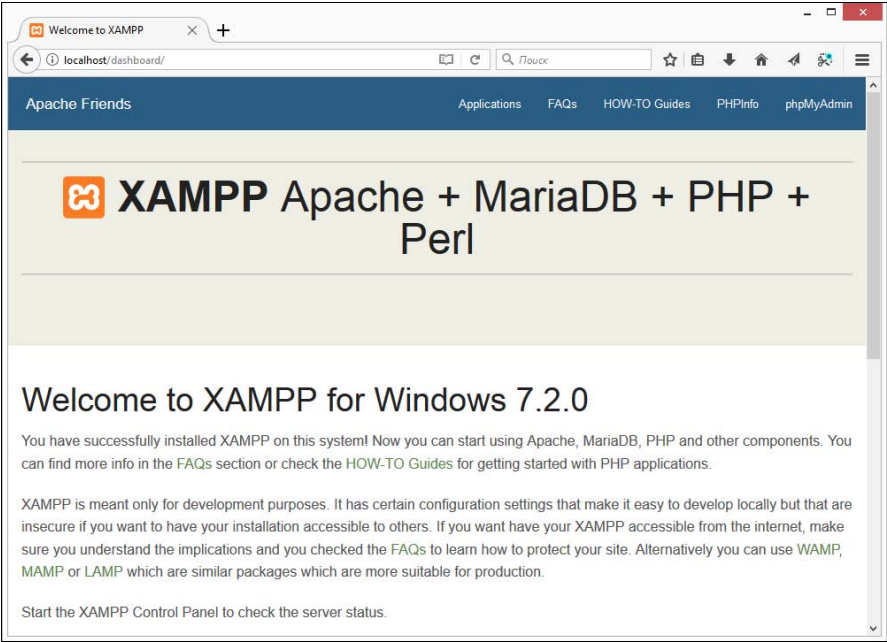 Welcome to XAMPP
localhost/dashboard/
Поиск
Apache Friends Applications FAQs HOW-TO Guides PHPInfo phpMyAdmin
XAMPP Apache + MariaDB + PHP +
Perl
Welcome to XAMPP for Windows 7.2.0
You have successfully installed XAMPP on this system! Now you can start using Apache, MariaDB, PHP and other components. You
can find more info in the FAQs section or check the HOW-TO Guides for getting started with PHP applications.
XAMPP is meant only for development purposes. It has certain configuration settings that make it easy to develop locally but that are
insecure if you want to have your installation accessible to others. If you want have your XAMPP accessible from the internet, make
sure you understand the implications and you checked the FAQs to learn how to protect your site. Alternatively you can use WAMP,
MAMP or LAMP which are similar packages which are more suitable for production.
Start the XAMPP Control Panel to check the server status.